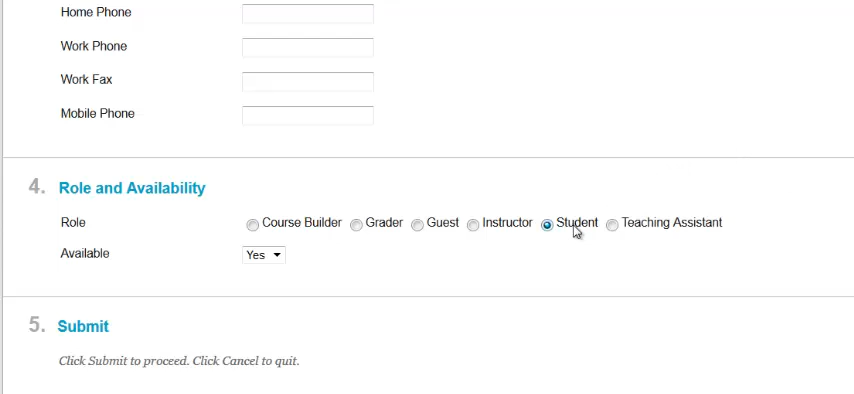 Home Phone
Work Phone
Work Fax
Mobile Phone
4. Role and Availability
Role Course Builder Grader Guest Instructor Student Teaching Assistant
Available Yes
5. Submit
Click Submit to proceed. Click Cancel to quit.